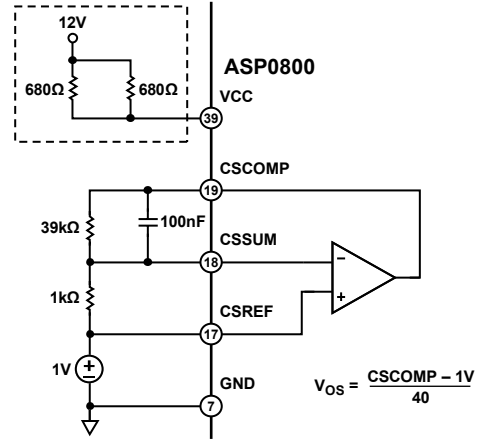 12V
ASP0800
680Ω
680Ω
VCC
39
CSCOMP
19
39kΩ
100nF
CSSUM
18
–
1kΩ
+
CSREF
17
1V
+
–
GND
7
V_OS = CSCOMP – 1V
40